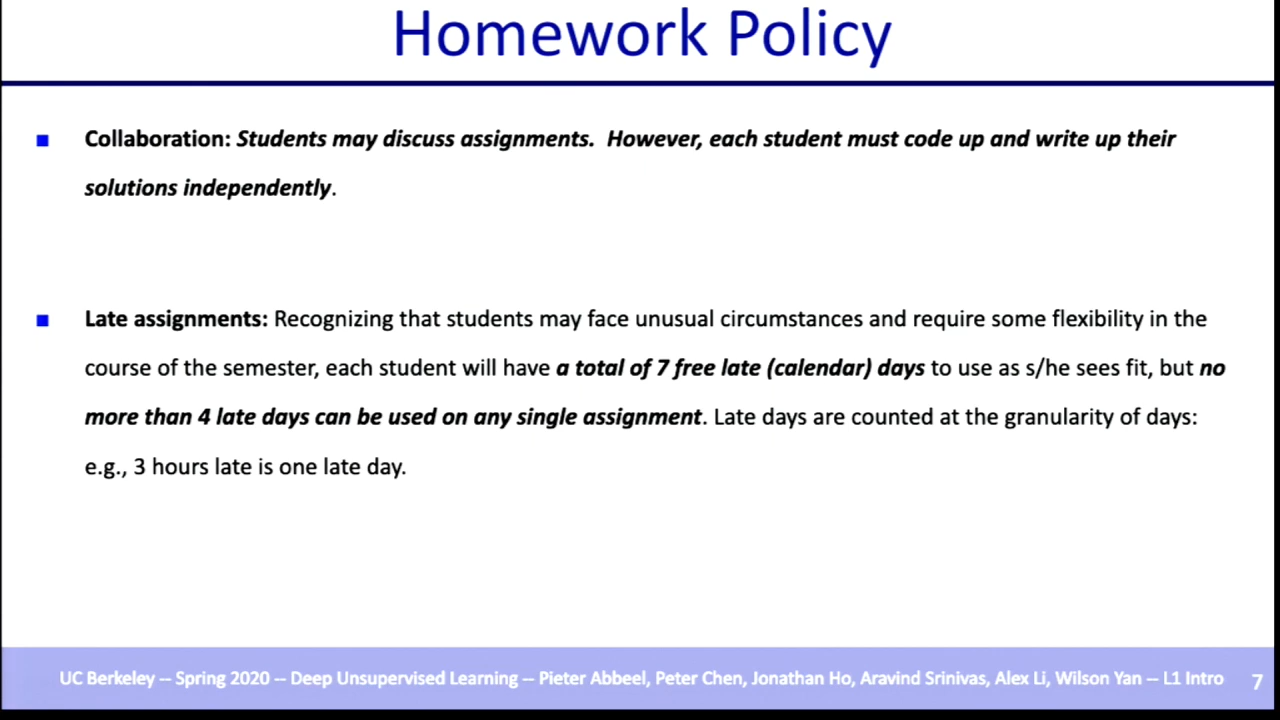 Homework Policy
Collaboration: Students may discuss assignments. However, each student must code up and write up their
solutions independently.
Late assignments: Recognizing that students may face unusual circumstances and require some flexibility in the
course of the semester, each student will have a total of 7 free late (calendar) days to use as s/he sees fit, but no
more than 4 late days can be used on any single assignment. Late days are counted at the granularity of days:
e.g., 3 hours late is one late day.
UC Berkeley -- Spring 2020 -- Deep Unsupervised Learning -- Pieter Abbeel, Peter Chen, Jonathan Ho, Aravind Srinivas, Alex Li, Wilson Yan -- L1 Intro 7